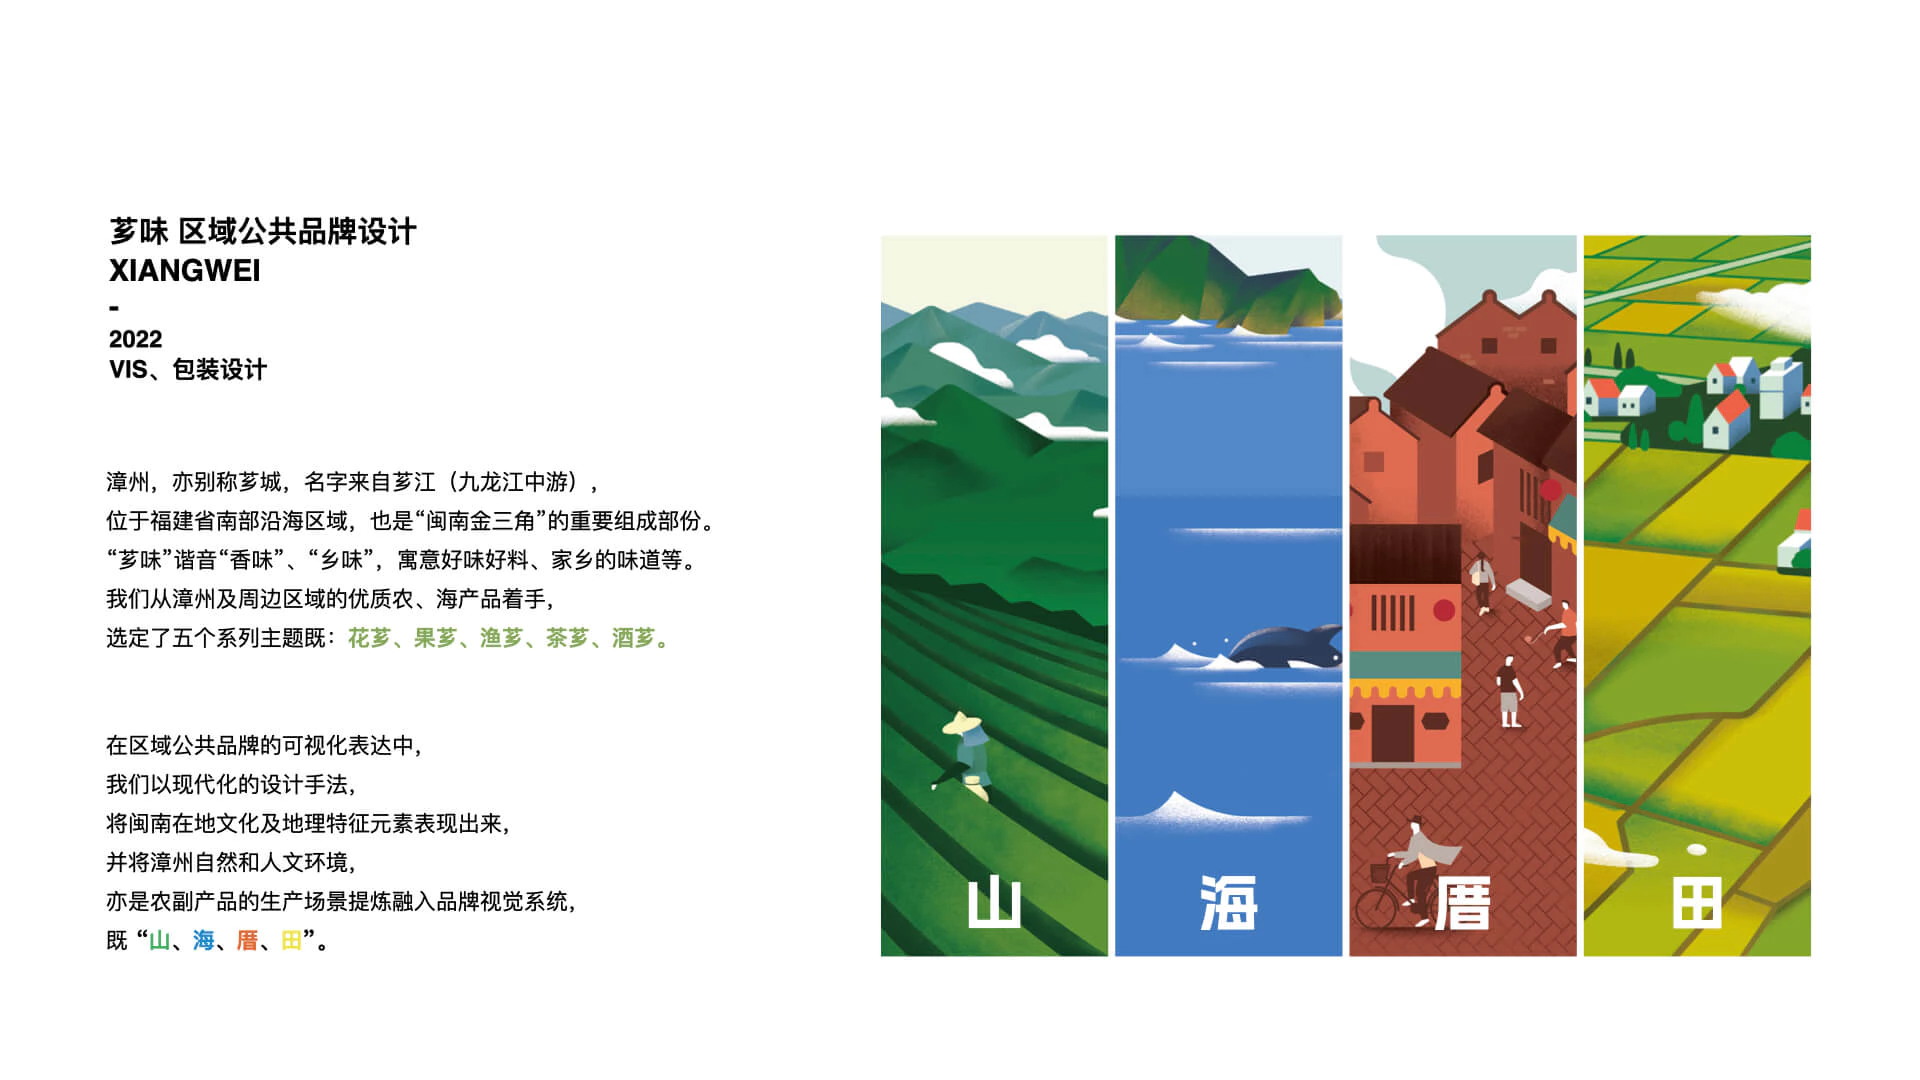 芗味 区域公共品牌设计
XIANGWEI
-
2022
VIS、包装设计
漳州，亦别称芗城，名字来自芗江（九龙江中游），
位于福建省南部沿海区域，也是“闽南金三角”的重要组成部份。
“芗味”谐音“香味”、“乡味”，寓意好味好料、家乡的味道等。
我们从漳州及周边区域的优质农、海产品着手，
选定了五个系列主题既：花芗、果芗、渔芗、茶芗、酒芗。
在区域公共品牌的可视化表达中，
我们以现代化的设计手法，
将闽南在地文化及地理特征元素表现出来，
并将漳州自然和人文环境，
亦是农副产品的生产场景提炼融入品牌视觉系统，
既 “山、海、厝、田”。
山
海
厝
田